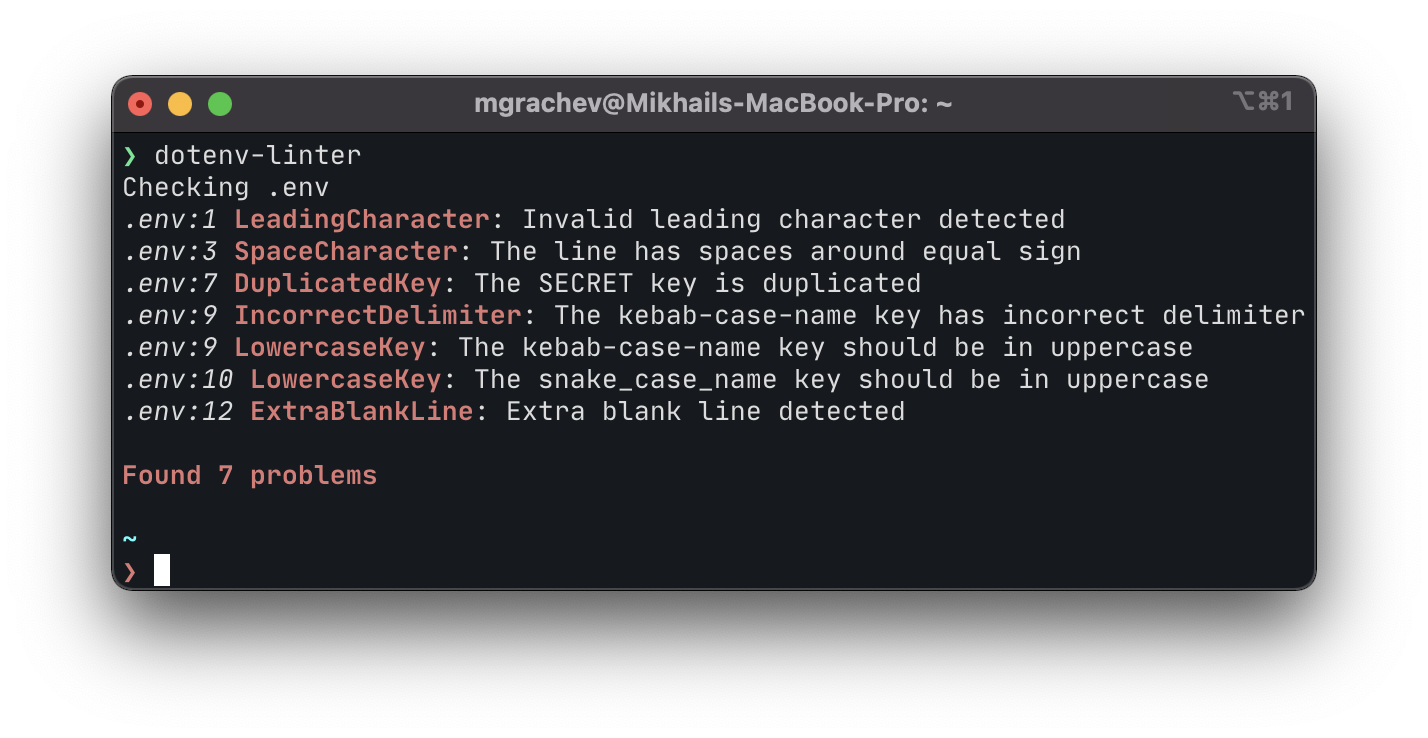 mgrachev@Mikhails-MacBook-Pro: ~
⌥⌘1
❯ dotenv-linter
Checking .env
.env:1 LeadingCharacter: Invalid leading character detected
.env:3 SpaceCharacter: The line has spaces around equal sign
.env:7 DuplicatedKey: The SECRET key is duplicated
.env:9 IncorrectDelimiter: The kebab-case-name key has incorrect delimiter
.env:9 LowercaseKey: The kebab-case-name key should be in uppercase
.env:10 LowercaseKey: The snake_case_name key should be in uppercase
.env:12 ExtraBlankLine: Extra blank line detected
Found 7 problems
~
❯